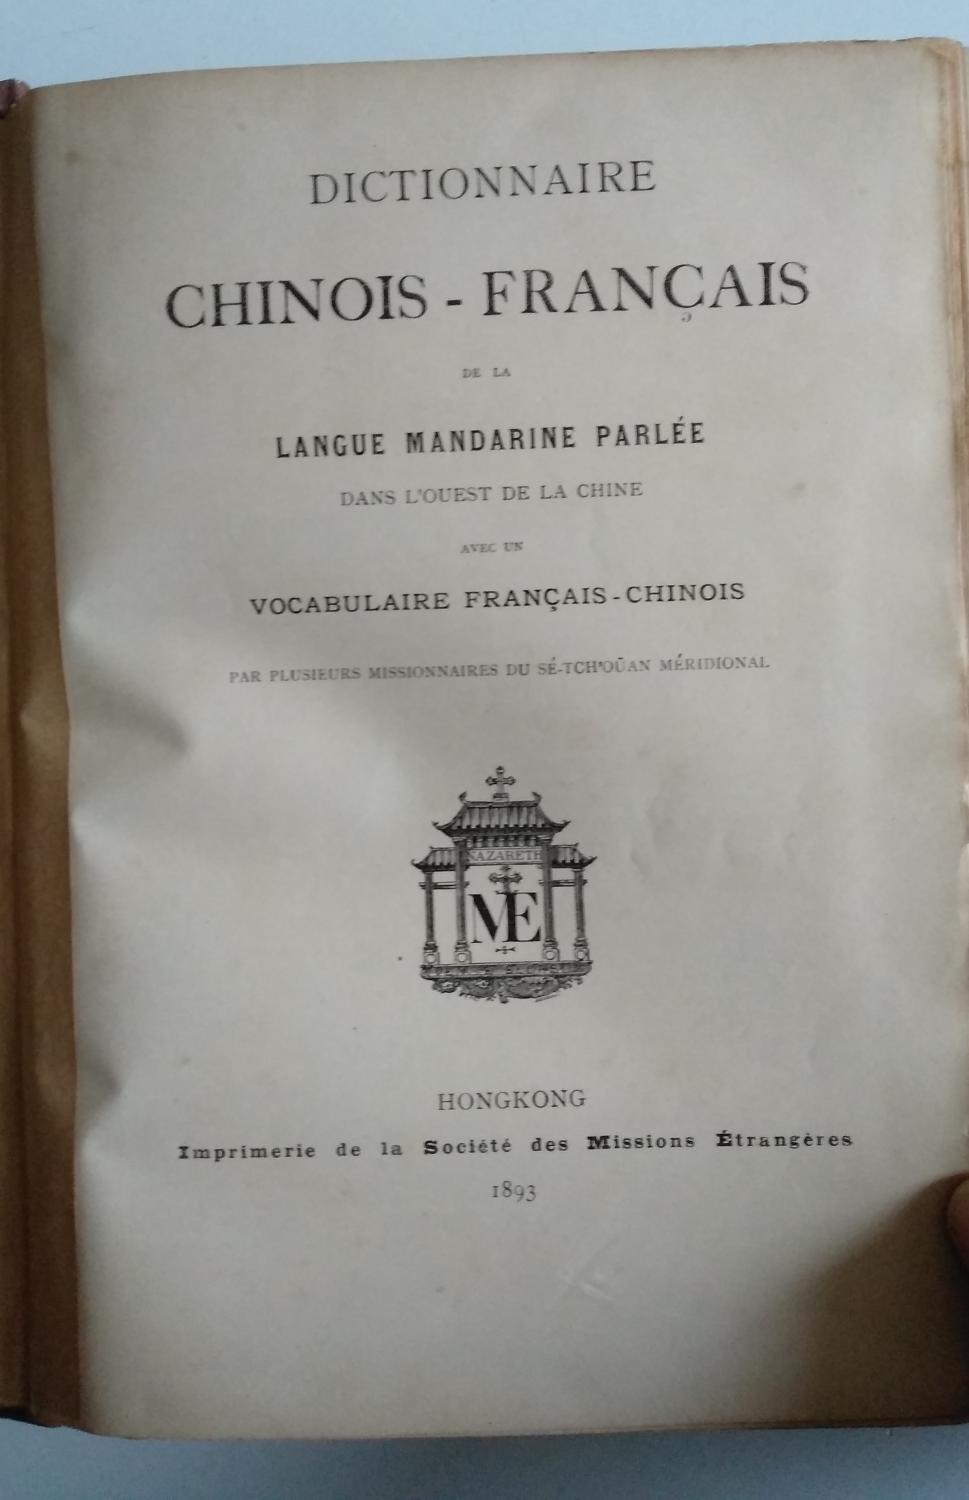 DICTIONNAIRE
CHINOIS - FRANÇAIS
DE LA
LANGUE MANDARINE PARLÉE
DANS L'OUEST DE LA CHINE
AVEC UN
VOCABULAIRE FRANÇAIS - CHINOIS
PAR PLUSIEURS MISSIONNAIRES DU SÉ-TCH'OŪAN MÉRIDIONAL
NAZARETH
ME
HONGKONG
Imprimerie de la Société des Missions Étrangères
1893